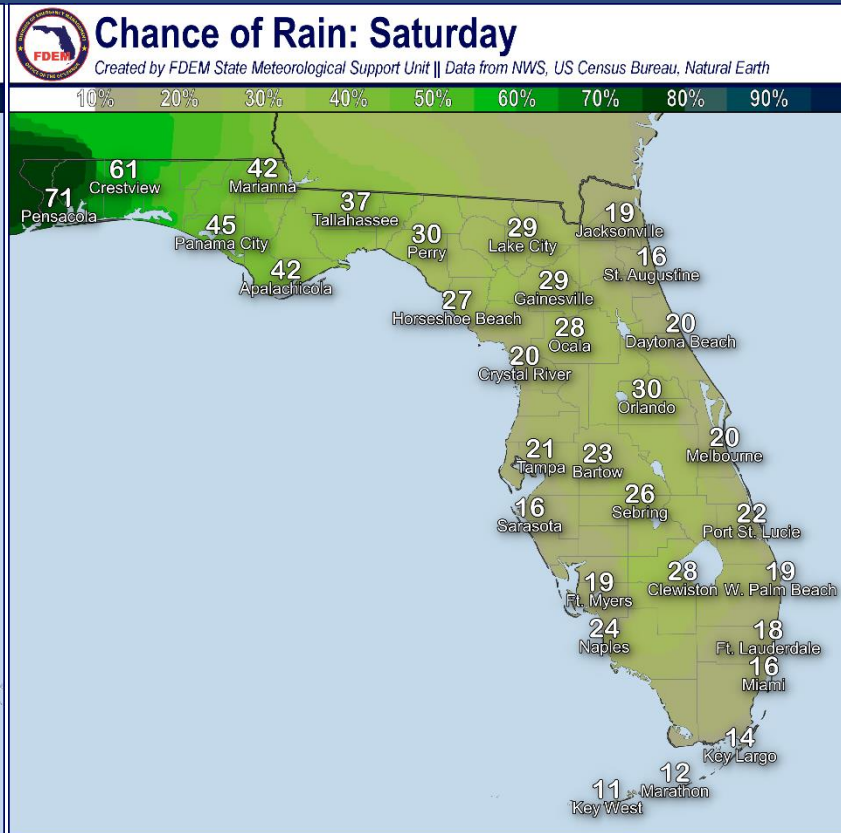 Chance of Rain: Saturday
Created by FDEM State Meteorological Support Unit || Data from NWS, US Census Bureau, Natural Earth
FDEM
10% 20% 30% 40% 50% 60% 70% 80% 90%
61
Crestview
42
Marianna
71
Pensacola
37
Tallahassee
45
Panama City
30
Perry
29
Lake City
19
Jacksonville
16
St. Augustine
42
Apalachicola
29
Gainesville
27
Horseshoe Beach
28
Ocala
20
Daytona Beach
20
Crystal River
30
Orlando
20
Melbourne
21
Tampa
23
Bartow
26
Sebring
16
Sarasota
22
Port St. Lucie
19
Ft. Myers
28
Clewiston
19
W. Palm Beach
24
Naples
18
Ft. Lauderdale
16
Miami
14
Key Largo
12
Marathon
11
Key West